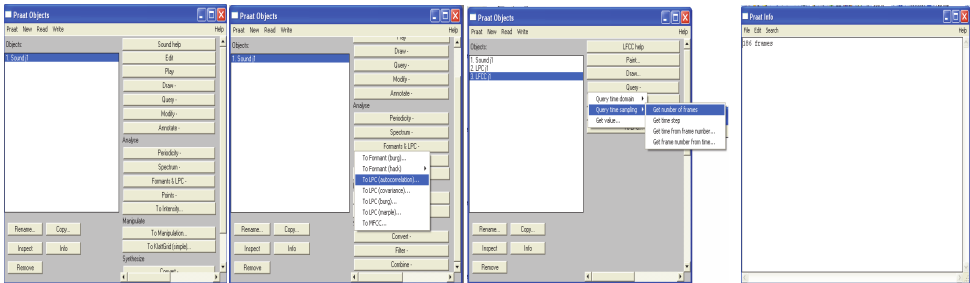 Praat Objects
Praat New Read Write Help
Objects:
1. Sound j1
Sound help
Edit
Play
Draw -
Query -
Modify -
Annotate -
Analyse
Periodicity -
Spectrum -
Formants & LPC -
Points -
To Intensity...
Manipulate
To Manipulation...
To KlattGrid (simple)...
Synthesize
Convert -
Rename...
Copy...
Inspect
Info
Remove
Praat Objects
Praat New Read Write Help
Objects:
1. Sound j1
Play
Draw -
Query -
Modify -
Annotate -
Analyse
Periodicity -
Spectrum -
Formants & LPC -
To Formant (burg)...
To Formant (hack)
To LPC (autocorrelation)...
To LPC (covariance)...
To LPC (burg)...
To LPC (marple)...
To MFCC...
Convert -
Filter -
Combine -
Rename...
Copy...
Inspect
Info
Remove
Praat Objects
Praat New Read Write Help
Objects:
1. Sound j1
2. LPC j1
3. LFCC j1
LFCC help
Paint...
Draw...
Query -
Query time domain
Query time sampling
Get value...
Get number of frames
Get time step
Get time from frame number...
Get frame number from time...
Rename...
Copy...
Inspect
Info
Remove
Praat Info
File Edit Search Help
186 frames